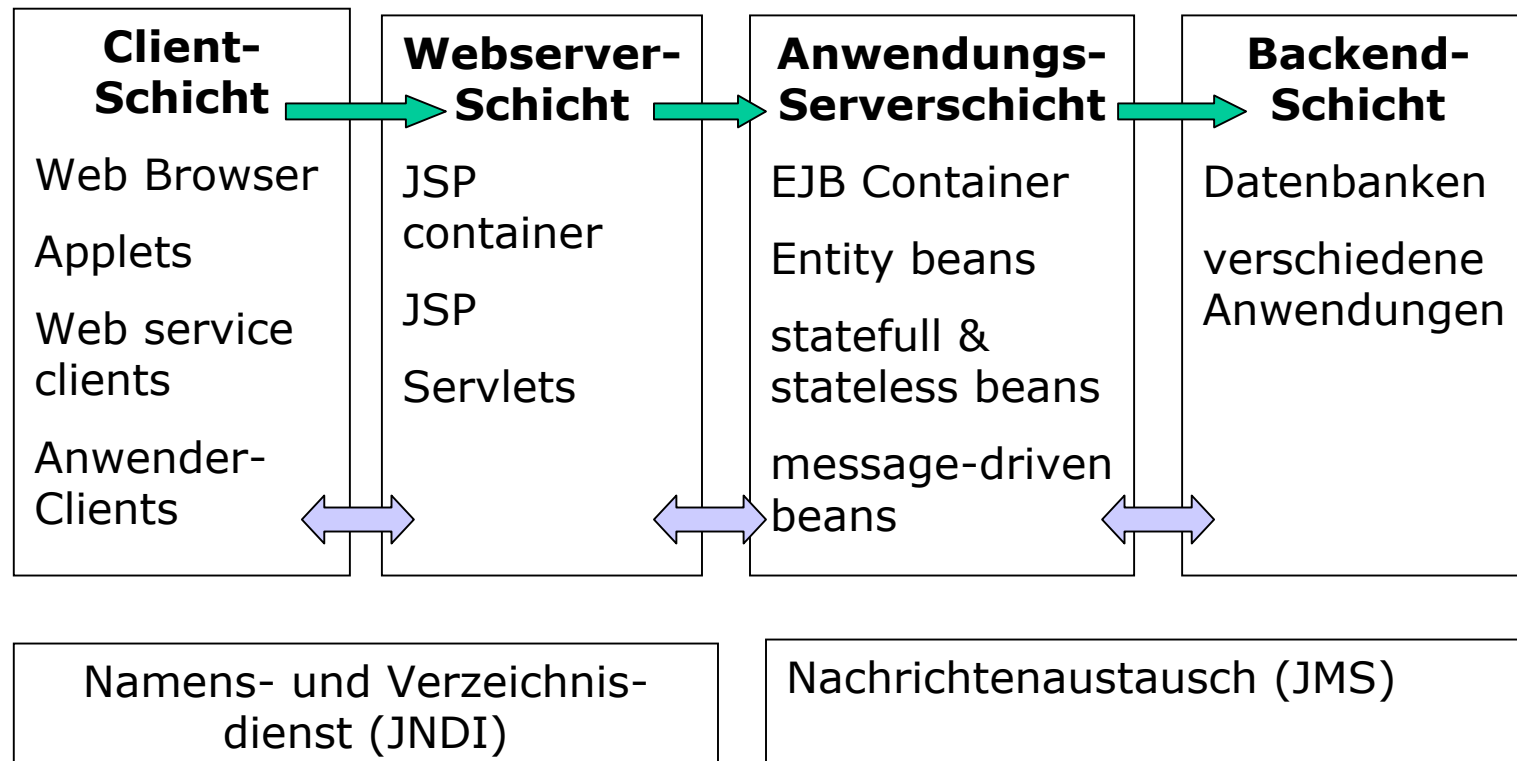 Client-
Schicht
Web Browser
Applets
Web service
clients
Anwender-
Clients
Webserver-
Schicht
JSP
container
JSP
Servlets
Anwendungs-
Serverschicht
EJB Container
Entity beans
statefull &
stateless beans
message-driven
beans
Backend-
Schicht
Datenbanken
verschiedene
Anwendungen
Namens- und Verzeichnis-
dienst (JNDI)
Nachrichtenaustausch (JMS)